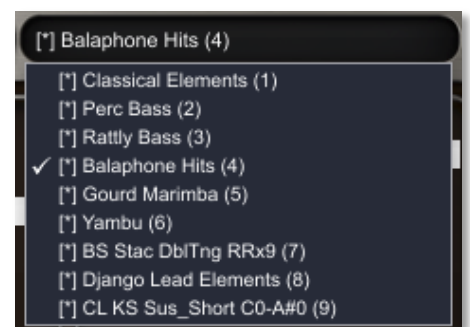 [*] Balaphone Hits (4)
[*] Classical Elements (1)
[*] Perc Bass (2)
[*] Rattly Bass (3)
✓ [*] Balaphone Hits (4)
[*] Gourd Marimba (5)
[*] Yambu (6)
[*] BS Stac DblTng RRx9 (7)
[*] Django Lead Elements (8)
[*] CL KS Sus_Short C0-A#0 (9)